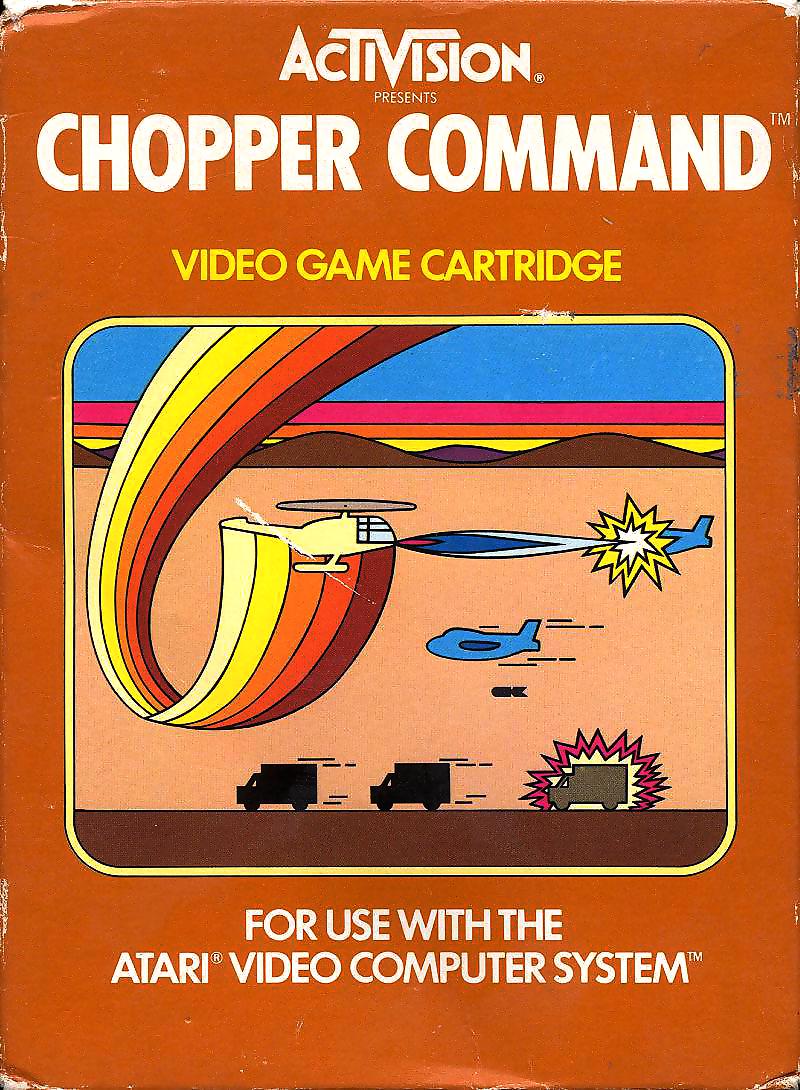 ACTIVISION®
PRESENTS
CHOPPER COMMAND™
VIDEO GAME CARTRIDGE
FOR USE WITH THE
ATARI® VIDEO COMPUTER SYSTEM™